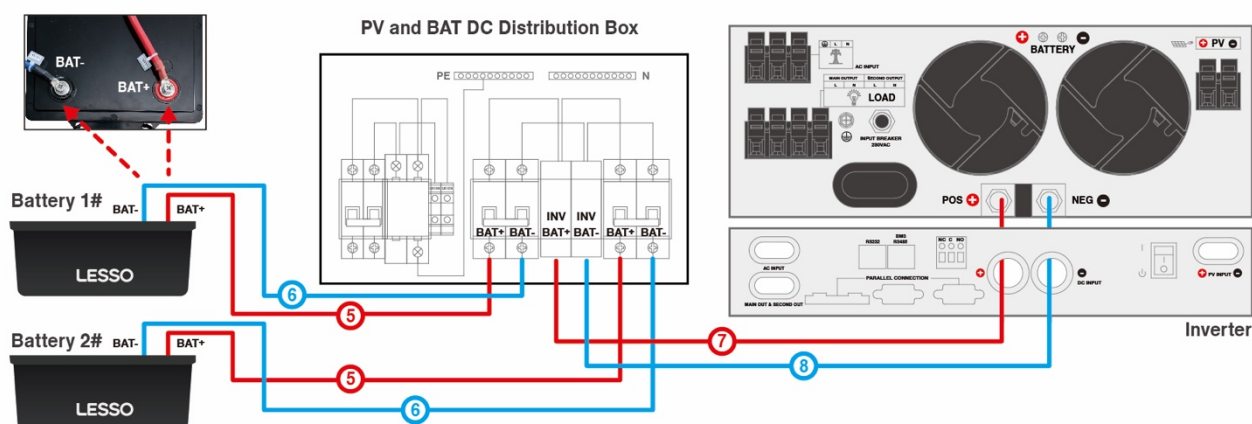 PV and BAT DC Distribution Box
BAT-
BAT+
PE
N
Battery 1#
BAT-
BAT+
LESSO
Battery 2#
BAT-
BAT+
LESSO
BAT+
BAT-
INV
BAT+
INV
BAT-
BAT+
BAT-
5
6
5
6
7
8
+
BATTERY
-
+ PV -
L N
AC INPUT
MAIN OUTPUT
SECOND OUTPUT
L N L N
LOAD
INPUT BREAKER
230VAC
POS +
NEG -
AC INPUT
MAIN OUT & SECOND OUT
RS232
BMS
RS485
NC C NO
PARALLEL CONNECTION
+
-
DC INPUT
+ PV INPUT -
Inverter